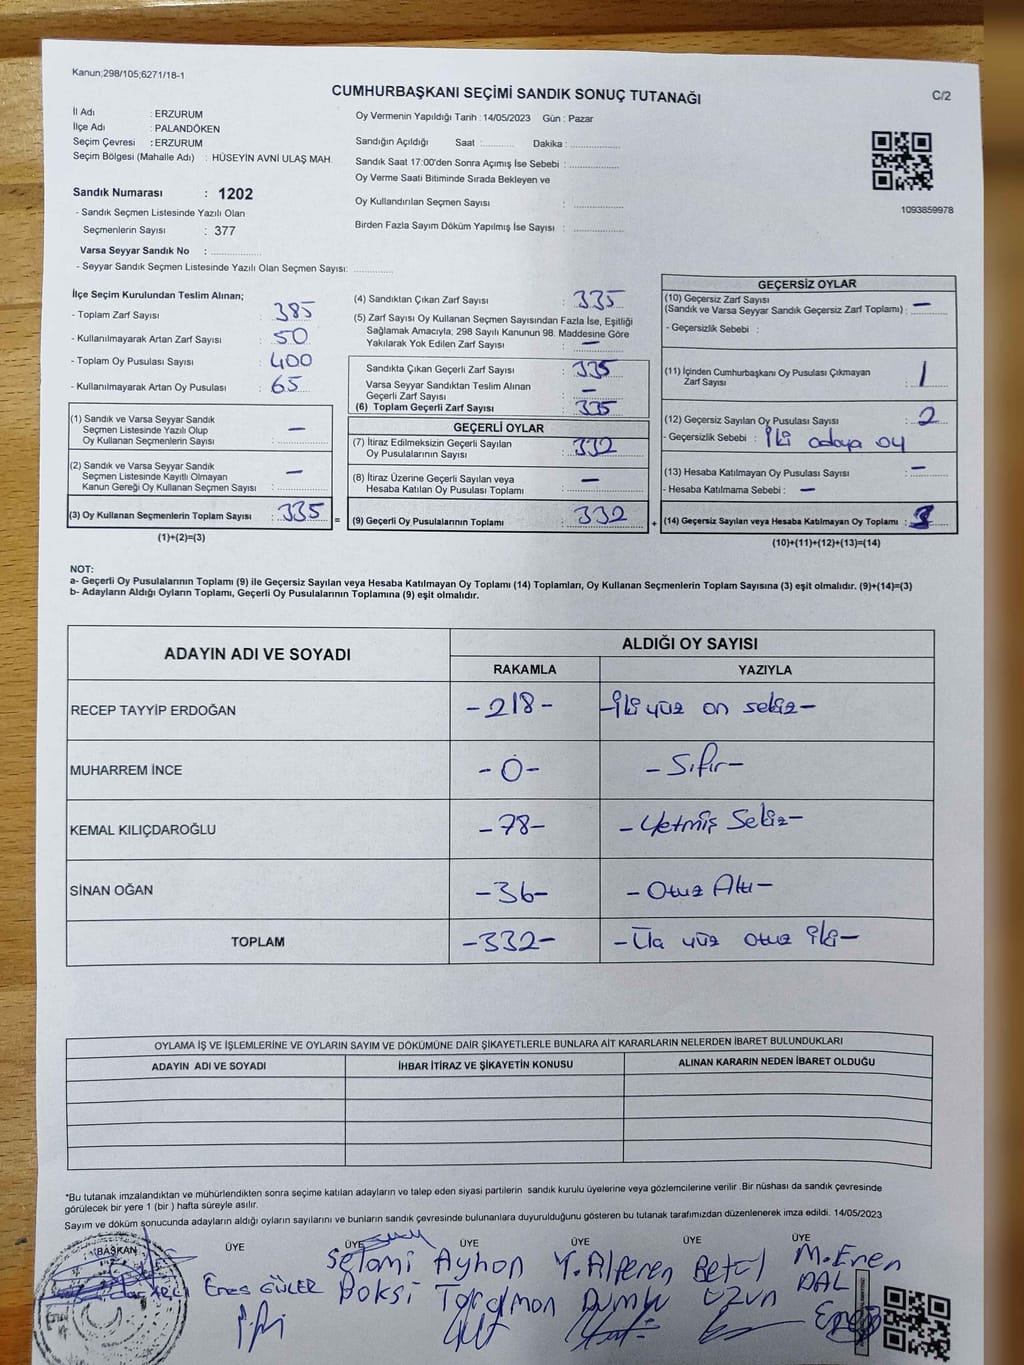 Kanun;298/105;6271/18-1
CUMHURBAŞKANI SEÇİMİ SANDIK SONUÇ TUTANAĞI
C/2
İl Adı : ERZURUM
İlçe Adı : PALANDÖKEN
Seçim Çevresi : ERZURUM
Seçim Bölgesi (Mahalle Adı) : HÜSEYİN AVNİ ULAŞ MAH.
Sandık Numarası : 1202
- Sandık Seçmen Listesinde Yazılı Olan
Seçmenlerin Sayısı : 377
Varsa Seyyar Sandık No : ..................
- Seyyar Sandık Seçmen Listesinde Yazılı Olan Seçmen Sayısı: ..............
Oy Vermenin Yapıldığı Tarih : 14/05/2023 Gün : Pazar
Sandığın Açıldığı Saat :............ Dakika : ..................
Sandık Saat 17:00'den Sonra Açımış İse Sebebi : ..................
Oy Verme Saati Bitiminde Sırada Bekleyen ve
Oy Kullandırılan Seçmen Sayısı : ..................
Birden Fazla Sayım Döküm Yapılmış İse Sayısı : ..................
1093859978
İlçe Seçim Kurulundan Teslim Alınan;
- Toplam Zarf Sayısı : 385
- Kullanılmayarak Artan Zarf Sayısı : 50
- Toplam Oy Pusulası Sayısı : 400
- Kullanılmayarak Artan Oy Pusulası : 65
(1) Sandık ve Varsa Seyyar Sandık
Seçmen Listesinde Yazılı Olup
Oy Kullanan Seçmenlerin Sayısı : –
(2) Sandık ve Varsa Seyyar Sandık
Seçmen Listesinde Kayıtlı Olmayan
Kanun Gereği Oy Kullanan Seçmen Sayısı : –
(3) Oy Kullanan Seçmenlerin Toplam Sayısı : 335
(1)+(2)=(3)
=
(4) Sandıktan Çıkan Zarf Sayısı : 335
(5) Zarf Sayısı Oy Kullanan Seçmen Sayısından Fazla İse, Eşitliği
Sağlamak Amacıyla; 298 Sayılı Kanunun 98. Maddesine Göre
Yakılarak Yok Edilen Zarf Sayısı : –
Sandıkta Çıkan Geçerli Zarf Sayısı : 335
Varsa Seyyar Sandıktan Teslim Alınan
Geçerli Zarf Sayısı : –
(6) Toplam Geçerli Zarf Sayısı : 335
GEÇERLİ OYLAR
(7) İtiraz Edilmeksizin Geçerli Sayılan
Oy Pusulalarının Sayısı : 332
(8) İtiraz Üzerine Geçerli Sayılan veya
Hesaba Katılan Oy Pusulası Toplamı : –
(9) Geçerli Oy Pusulalarının Toplamı : 332
+
GEÇERSİZ OYLAR
(10) Geçersiz Zarf Sayısı
(Sandık ve Varsa Seyyar Sandık Geçersiz Zarf Toplamı) : –
- Geçersizlik Sebebi :
(11) İçinden Cumhurbaşkanı Oy Pusulası Çıkmayan
Zarf Sayısı : 1
(12) Geçersiz Sayılan Oy Pusulası Sayısı : 2
- Geçersizlik Sebebi : İki adaya oy
(13) Hesaba Katılmayan Oy Pusulası Sayısı : –
- Hesaba Katılmama Sebebi : –
(14) Geçersiz Sayılan veya Hesaba Katılmayan Oy Toplamı : 3
(10)+(11)+(12)+(13)=(14)
NOT:
a- Geçerli Oy Pusulalarının Toplamı (9) ile Geçersiz Sayılan veya Hesaba Katılmayan Oy Toplamı (14) Toplamları, Oy Kullanan Seçmenlerin Toplam Sayısına (3) eşit olmalıdır. (9)+(14)=(3)
b- Adayların Aldığı Oyların Toplamı, Geçerli Oy Pusulalarının Toplamına (9) eşit olmalıdır.
ADAYIN ADI VE SOYADI ALDIĞI OY SAYISI
RAKAMLA YAZIYLA
RECEP TAYYİP ERDOĞAN -218- -İki yüz on sekiz-
MUHARREM İNCE -0- -Sıfır-
KEMAL KILIÇDAROĞLU -78- -Yetmiş Sekiz-
SİNAN OĞAN -36- -Otuz Altı-
TOPLAM -332- -Üç yüz otuz iki-
OYLAMA İŞ VE İŞLEMLERİNE VE OYLARIN SAYIM VE DÖKÜMÜNE DAİR ŞİKAYETLERLE BUNLARA AİT KARARLARIN NELERDEN İBARET BULUNDUKLARI
ADAYIN ADI VE SOYADI İHBAR İTİRAZ VE ŞİKAYETİN KONUSU ALINAN KARARIN NEDEN İBARET OLDUĞU
*Bu tutanak imzalandıktan ve mühürlendikten sonra seçime katılan adayların ve talep eden siyasi partilerin sandık kurulu üyelerine veya gözlemcilerine verilir .Bir nüshası da sandık çevresinde
görülecek bir yere 1 (bir ) hafta süreyle asılır.
Sayım ve döküm sonucunda adayların aldığı oyların sayılarını ve bunların sandık çevresinde bulunanlara duyurulduğunu gösteren bu tutanak tarafımızdan düzenlenerek imza edildi. 14/05/2023
BAŞKAN ÜYE ÜYE ÜYE ÜYE ÜYE ÜYE
Enes GÜLER
Selami
Ayhan
Y. Alperen
Betül
UZUN
M. Eren
DAL